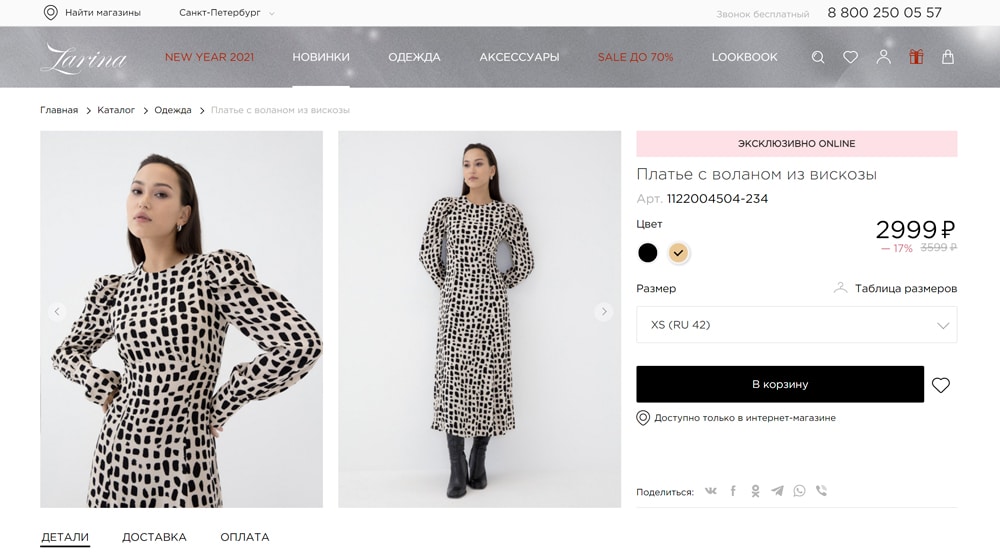 Найти магазины
Санкт-Петербург
Звонок бесплатный
8 800 250 05 57
Zarina
NEW YEAR 2021
НОВИНКИ
ОДЕЖДА
АКСЕССУАРЫ
SALE ДО 70%
LOOKBOOK
Главная
Каталог
Одежда
Платье с воланом из вискозы
ЭКСКЛЮЗИВНО ONLINE
Платье с воланом из вискозы
Арт. 1122004504-234
Цвет
2999 ₽
— 17% 3599 ₽
Размер
Таблица размеров
XS (RU 42)
В корзину
Доступно только в интернет-магазине
Поделиться:
ДЕТАЛИ
ДОСТАВКА
ОПЛАТА